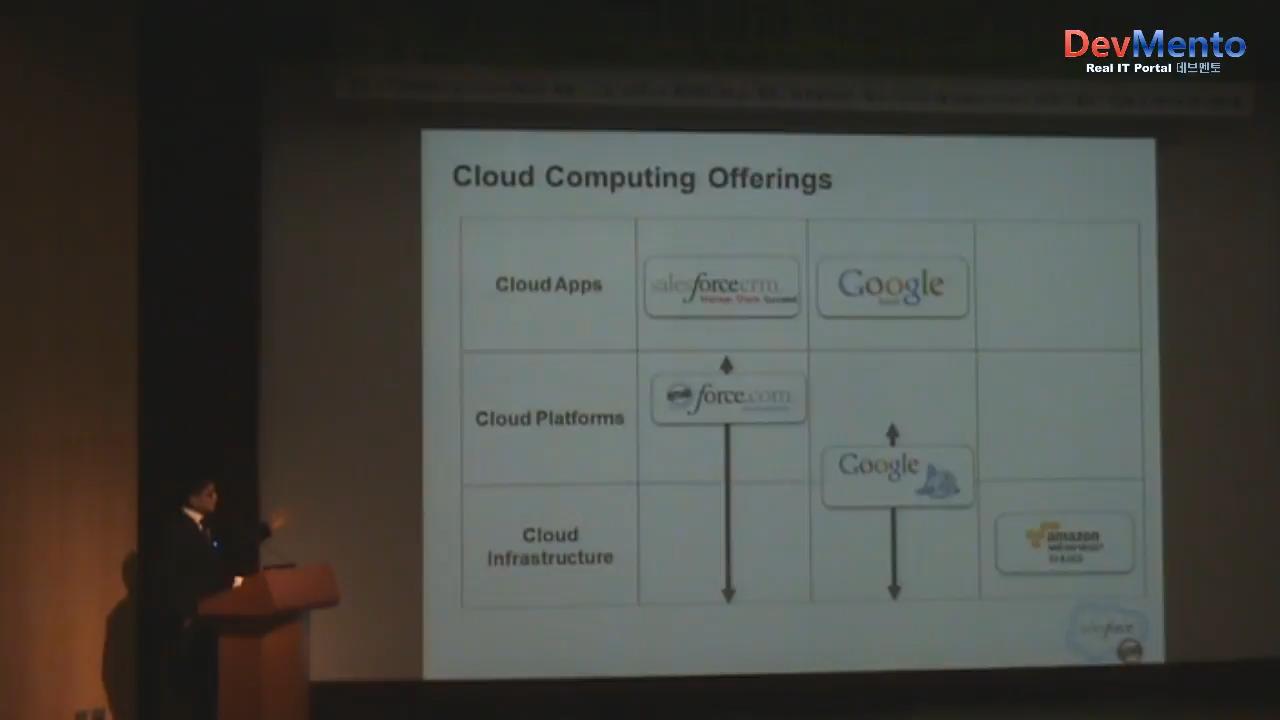 DevMento
Real IT Portal 데브멘토
Cloud Computing Offerings
Cloud Apps
salesforcecrm
Google
force.com
Cloud Platforms
Google
Cloud
Infrastructure
amazon
salesforce